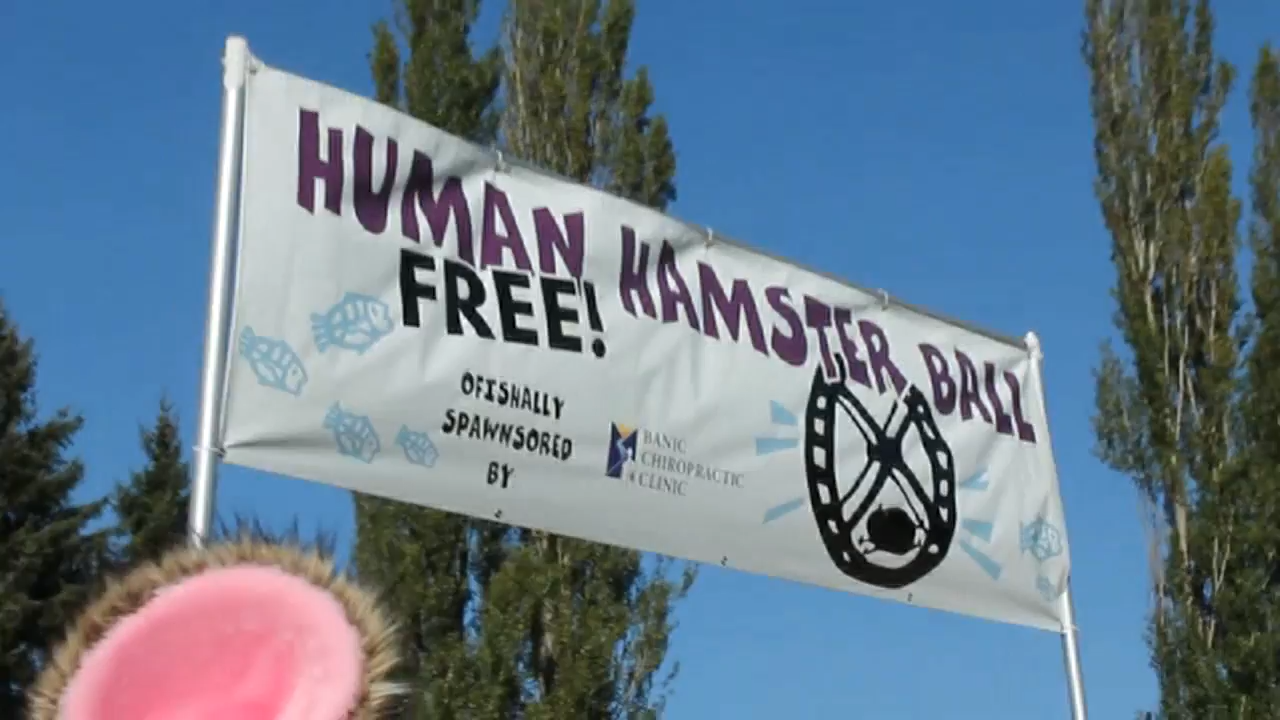 HUMAN HAMSTER BALL
FREE!
OFISHALLY
SPAWNSORED
BY
BANIC
CHIROPRACTIC
CLINIC